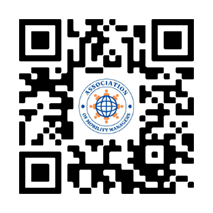 ASSOCIATION
OF MOBILITY MANAGERS